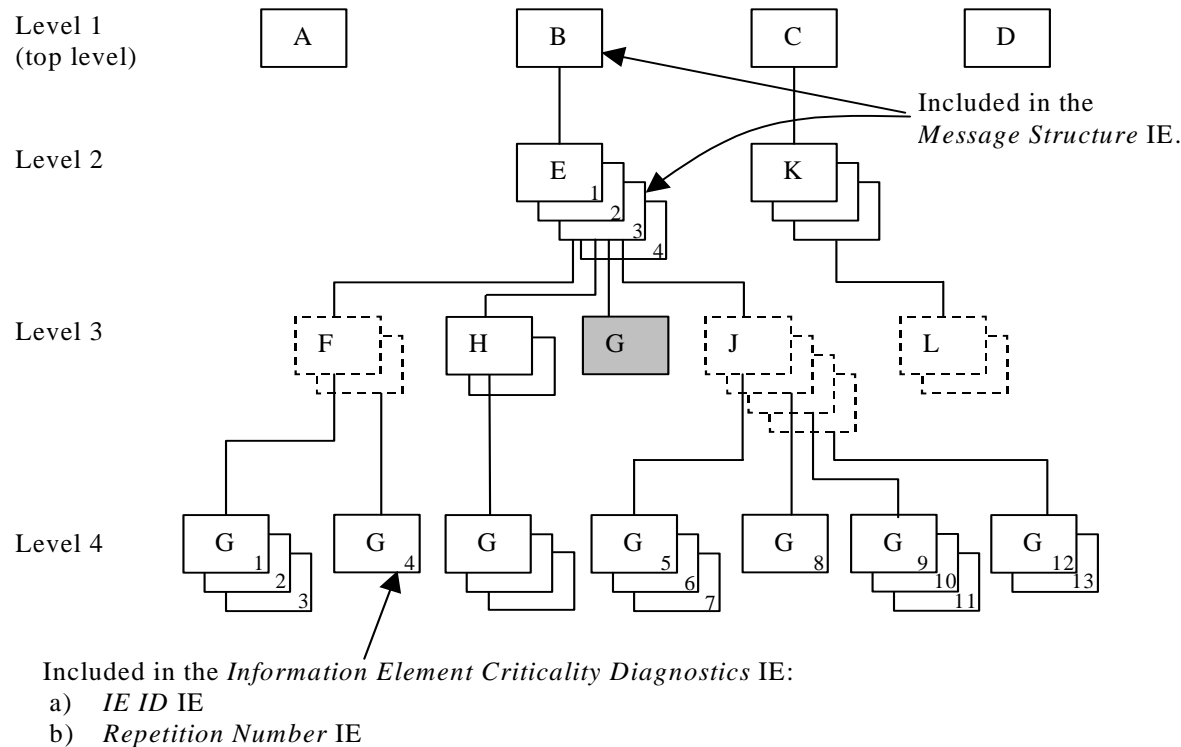 Level 1
(top level)
A
B
C
D
Included in the
Message Structure IE.
Level 2
E
1
2
3
4
K
Level 3
F
H
G
J
L
Level 4
G
1
2
3
G
4
G
G
5
6
7
G
8
G
9
10
11
G
12
13
Included in the Information Element Criticality Diagnostics IE:
a) IE ID IE
b) Repetition Number IE